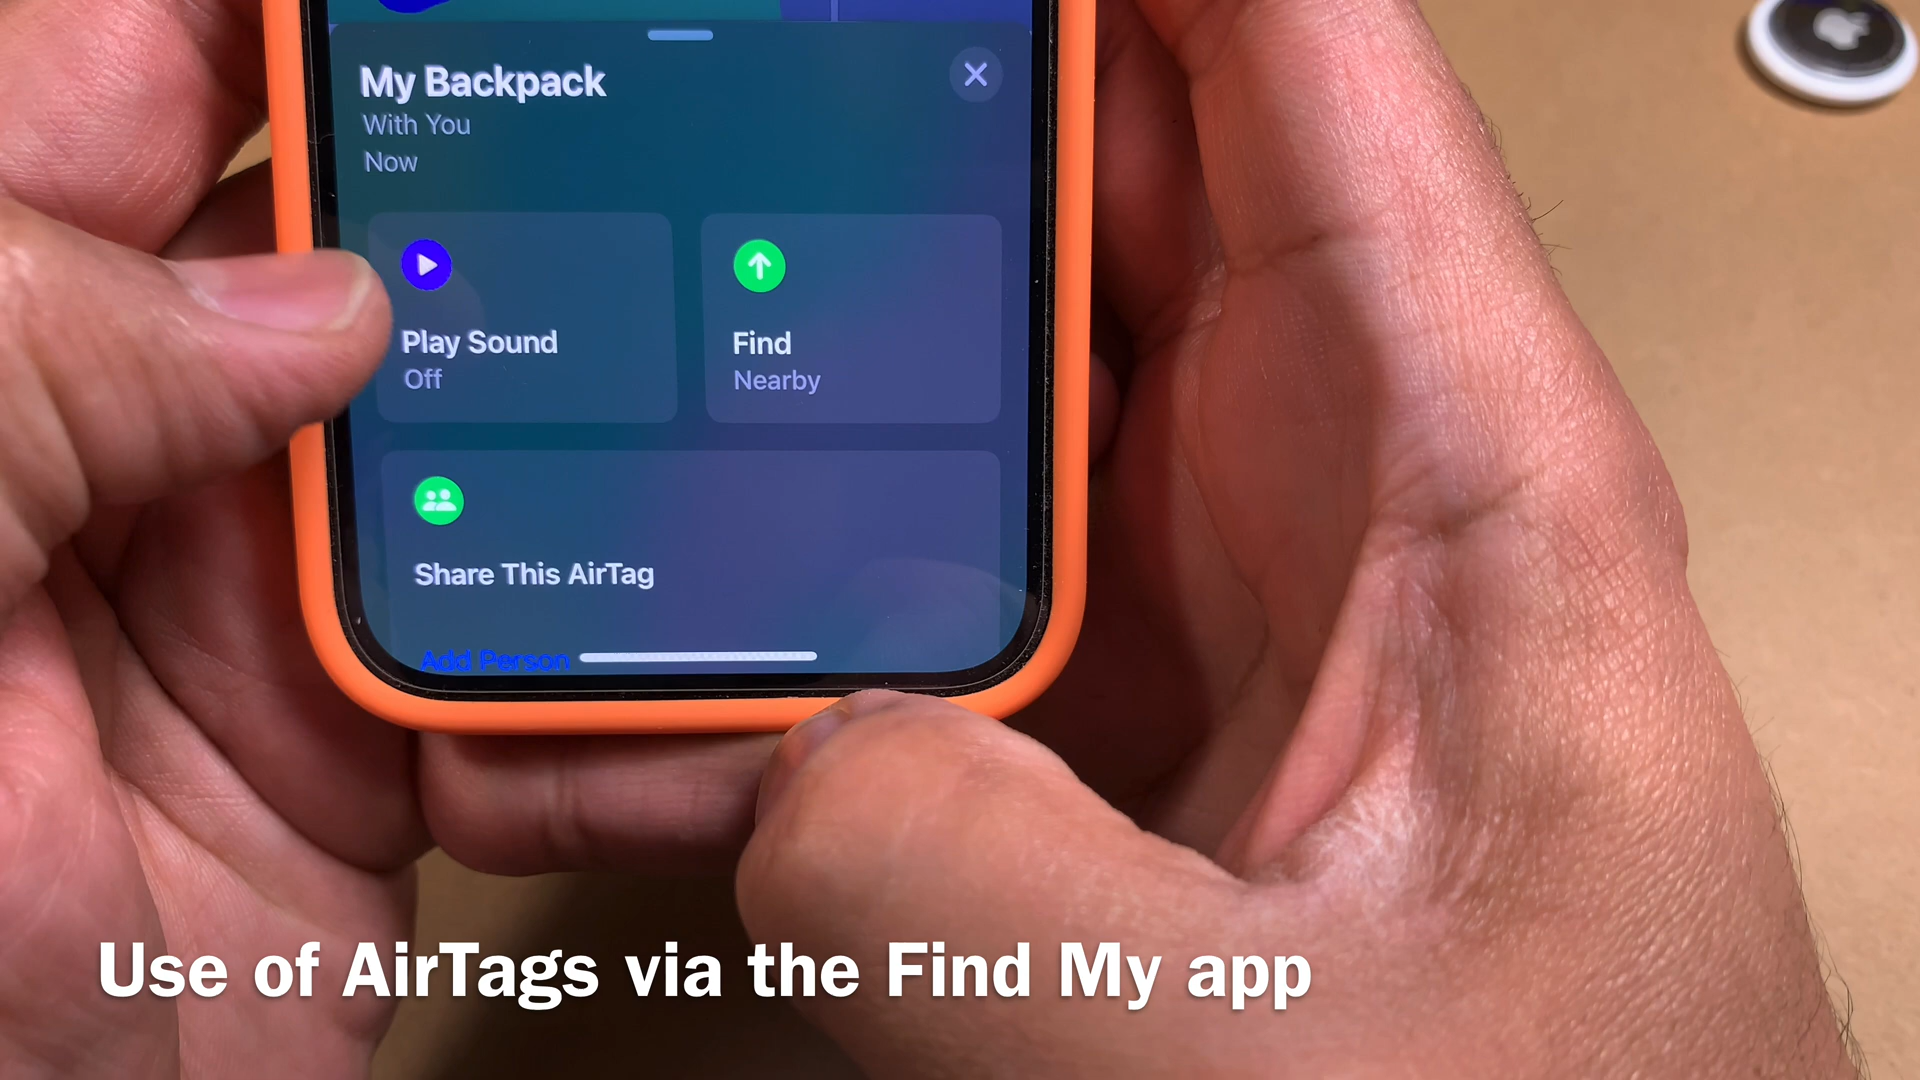 My Backpack
With You
Now
Play Sound
Off
Find
Nearby
Share This AirTag
Add Person
Use of AirTags via the Find My app